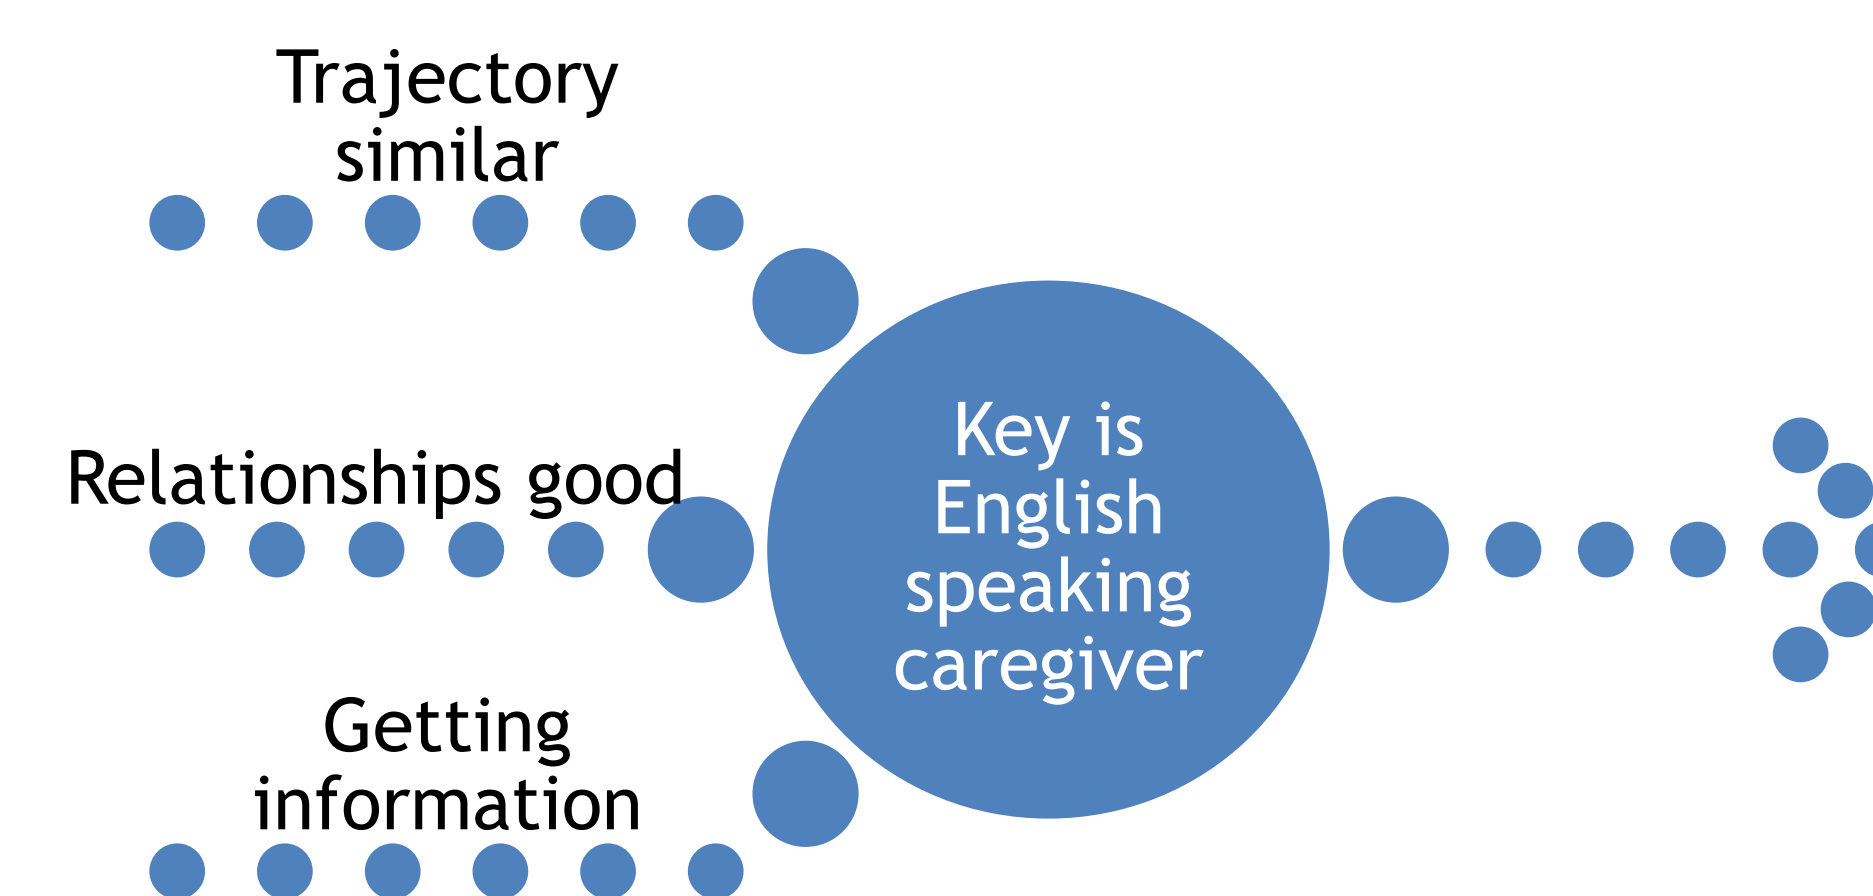 Trajectory
similar
Relationships good
Getting
information
Key is
English
speaking
caregiver